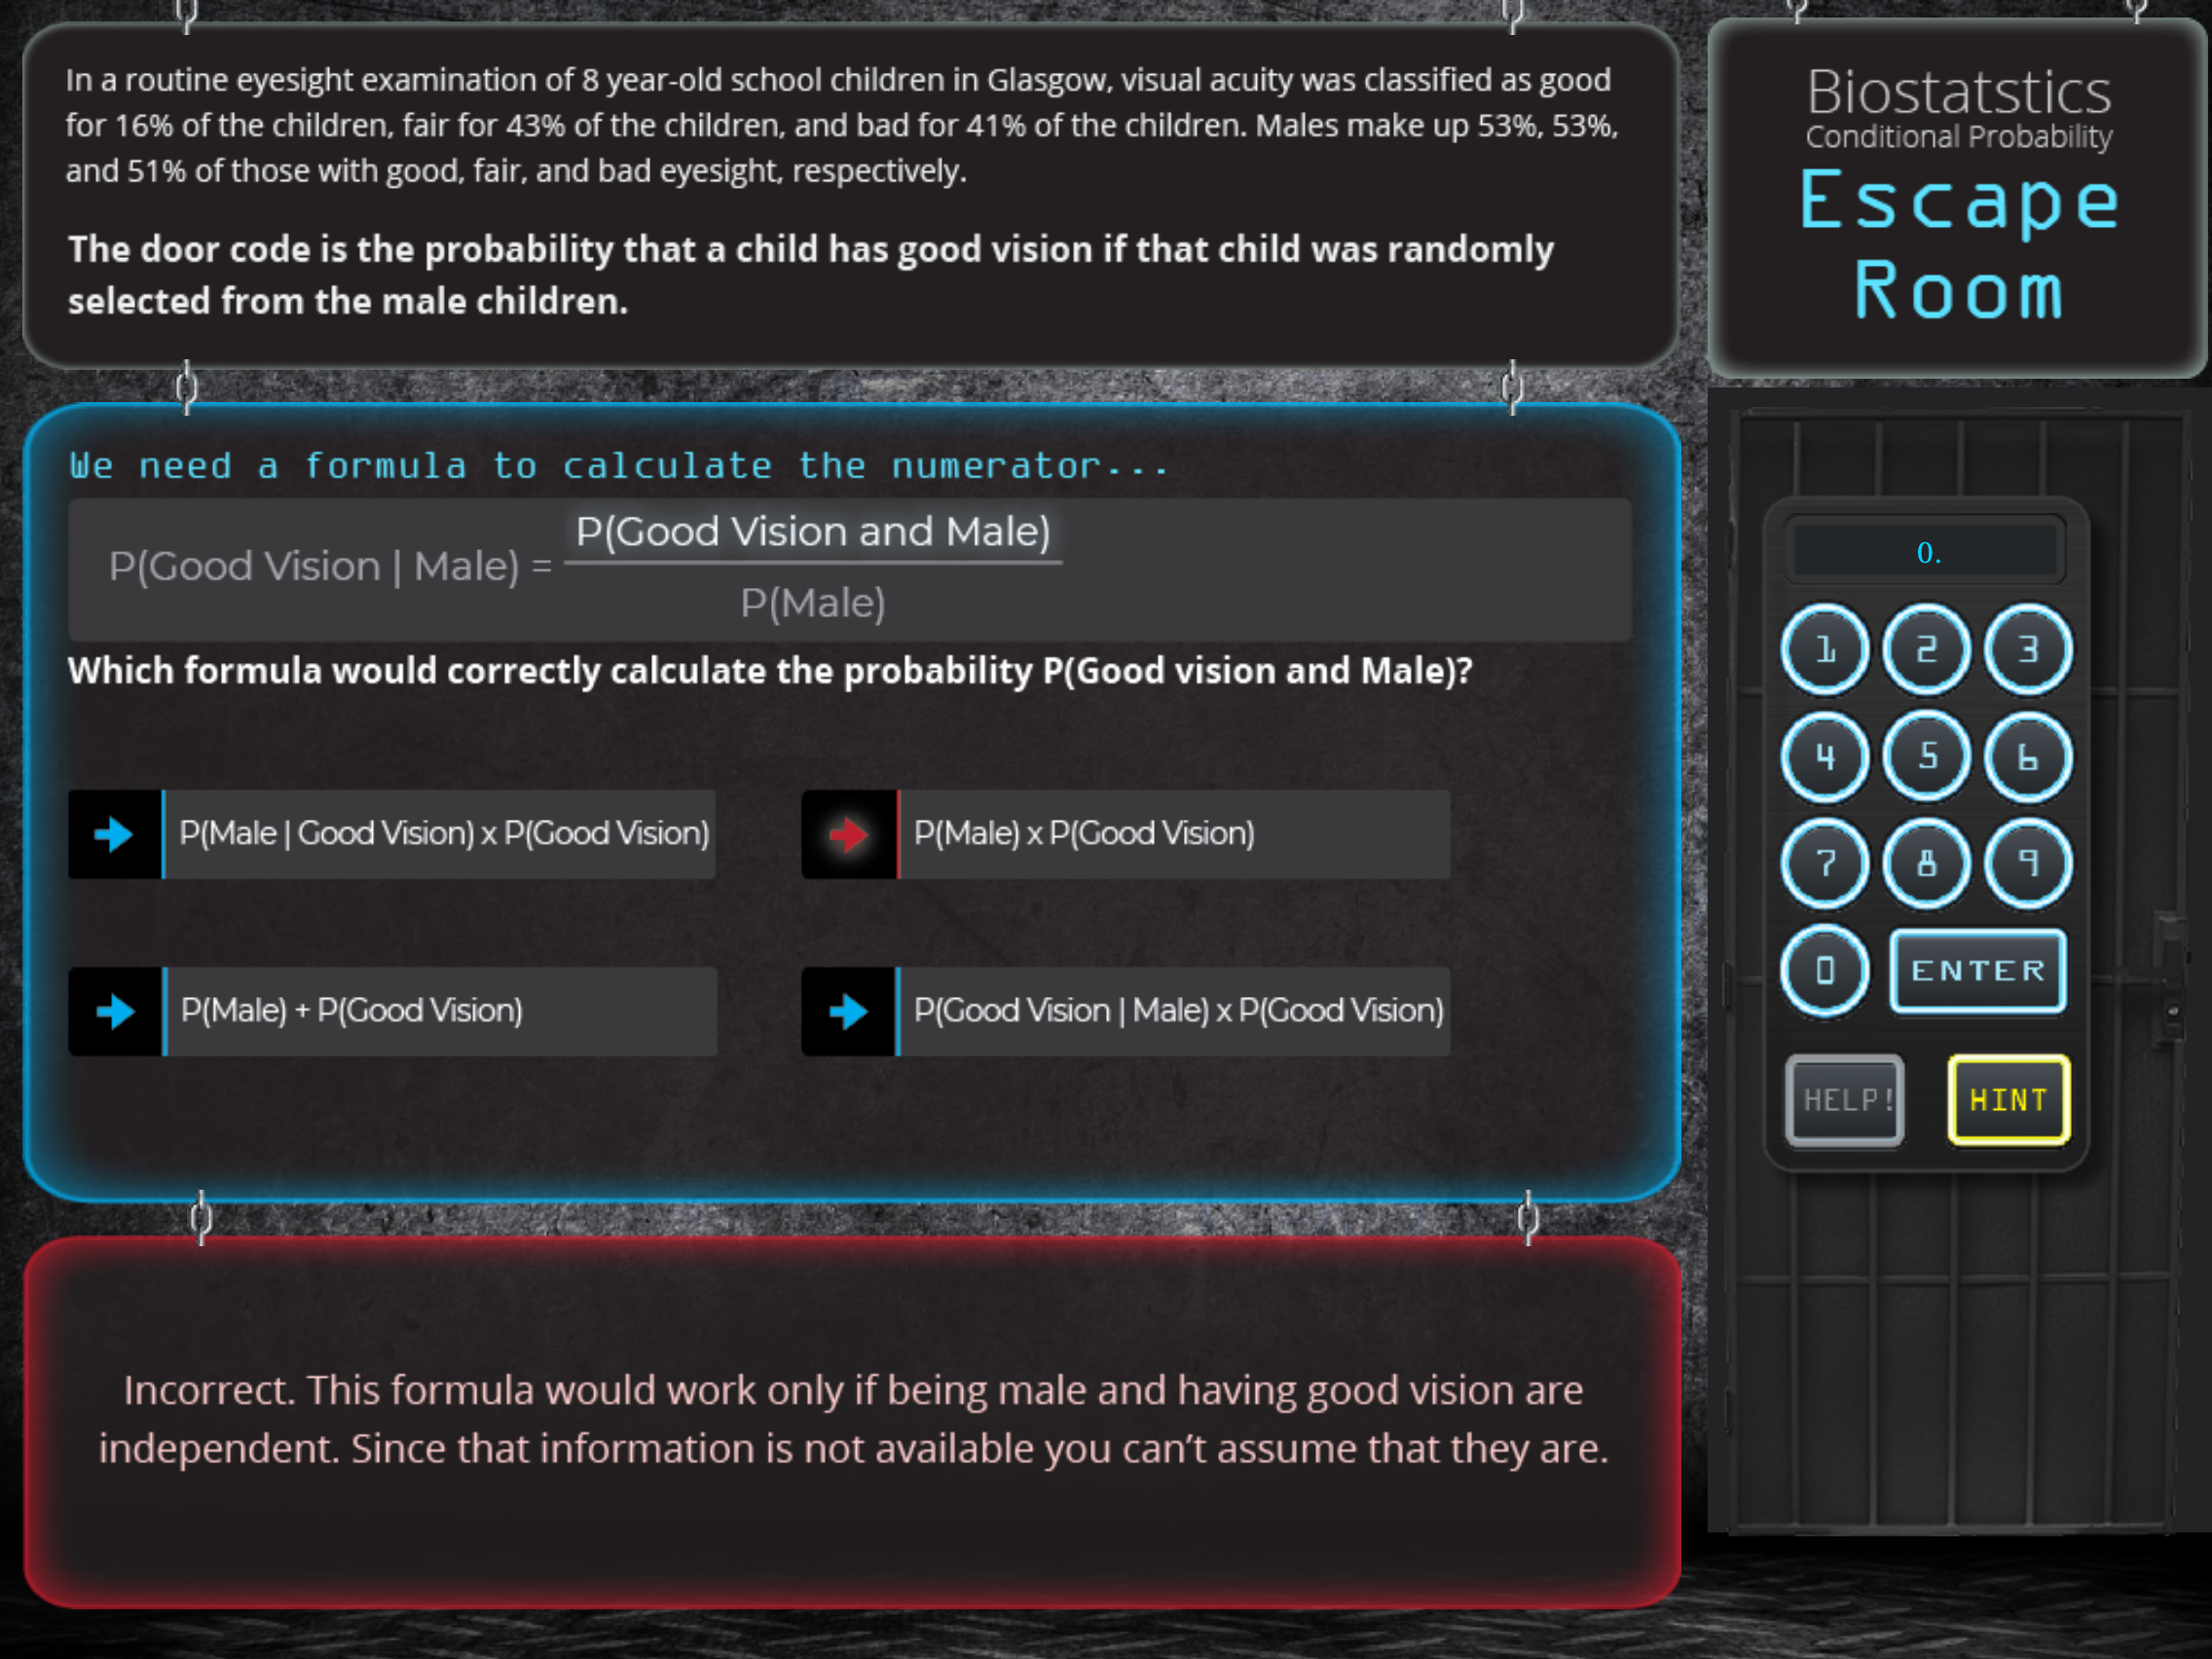 In a routine eyesight examination of 8 year-old school children in Glasgow, visual acuity was classified as good
for 16% of the children, fair for 43% of the children, and bad for 41% of the children. Males make up 53%, 53%,
and 51% of those with good, fair, and bad eyesight, respectively.
The door code is the probability that a child has good vision if that child was randomly
selected from the male children.
Biostatstics
Conditional Probability
Escape
Room
We need a formula to calculate the numerator...
P(Good Vision and Male)
P(Good Vision | Male) =
P(Male)
Which formula would correctly calculate the probability P(Good vision and Male)?
P(Male | Good Vision) x P(Good Vision)
P(Male) x P(Good Vision)
P(Male) + P(Good Vision)
P(Good Vision | Male) x P(Good Vision)
Incorrect. This formula would work only if being male and having good vision are
independent. Since that information is not available you can't assume that they are.
0.
1 2 3
4 5 6
7 8 9
0 ENTER
HELP! HINT